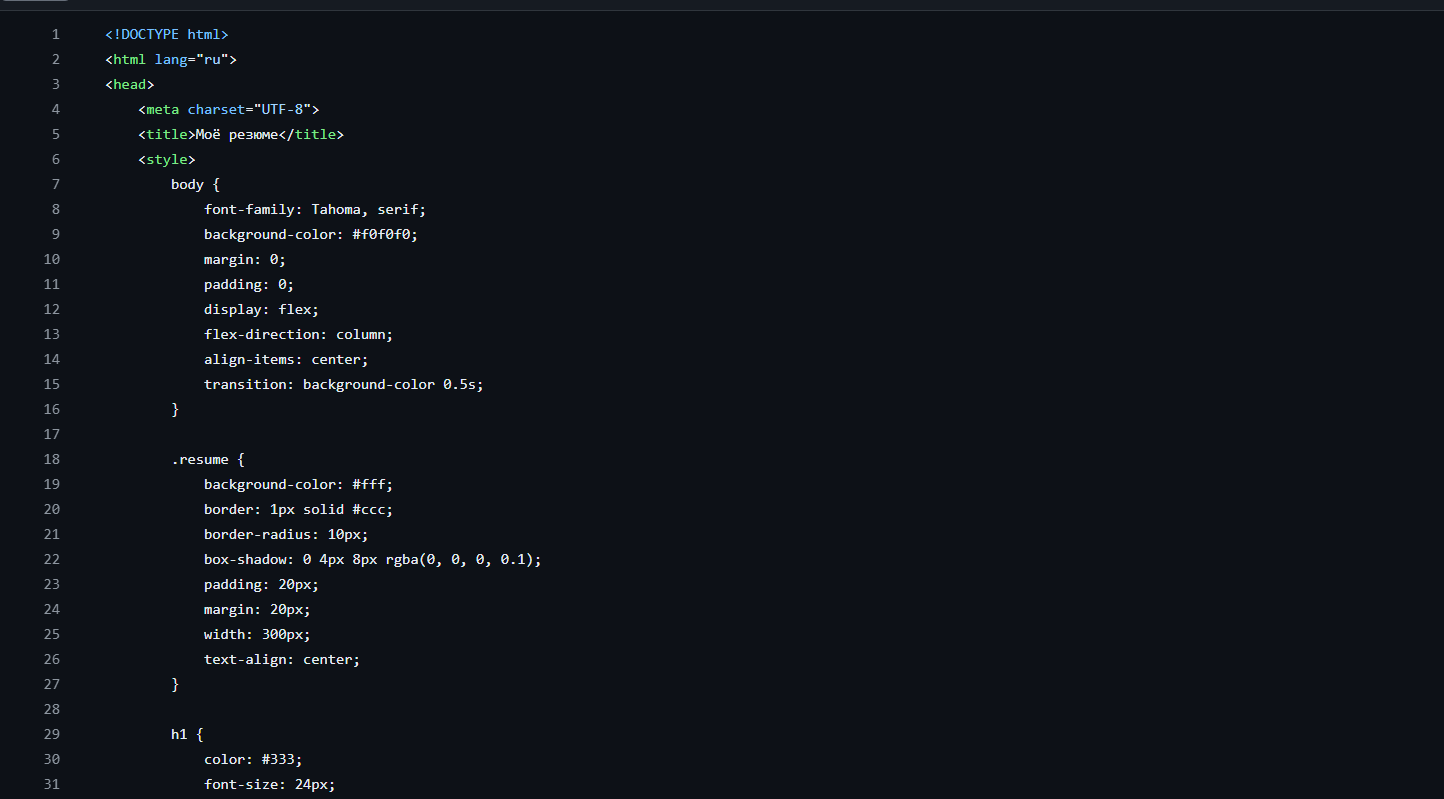 1 <!DOCTYPE html>
2 <html lang="ru">
3 <head>
4 <meta charset="UTF-8">
5 <title>Моё резюме</title>
6 <style>
7 body {
8 font-family: Tahoma, serif;
9 background-color: #f0f0f0;
10 margin: 0;
11 padding: 0;
12 display: flex;
13 flex-direction: column;
14 align-items: center;
15 transition: background-color 0.5s;
16 }
17
18 .resume {
19 background-color: #fff;
20 border: 1px solid #ccc;
21 border-radius: 10px;
22 box-shadow: 0 4px 8px rgba(0, 0, 0, 0.1);
23 padding: 20px;
24 margin: 20px;
25 width: 300px;
26 text-align: center;
27 }
28
29 h1 {
30 color: #333;
31 font-size: 24px;